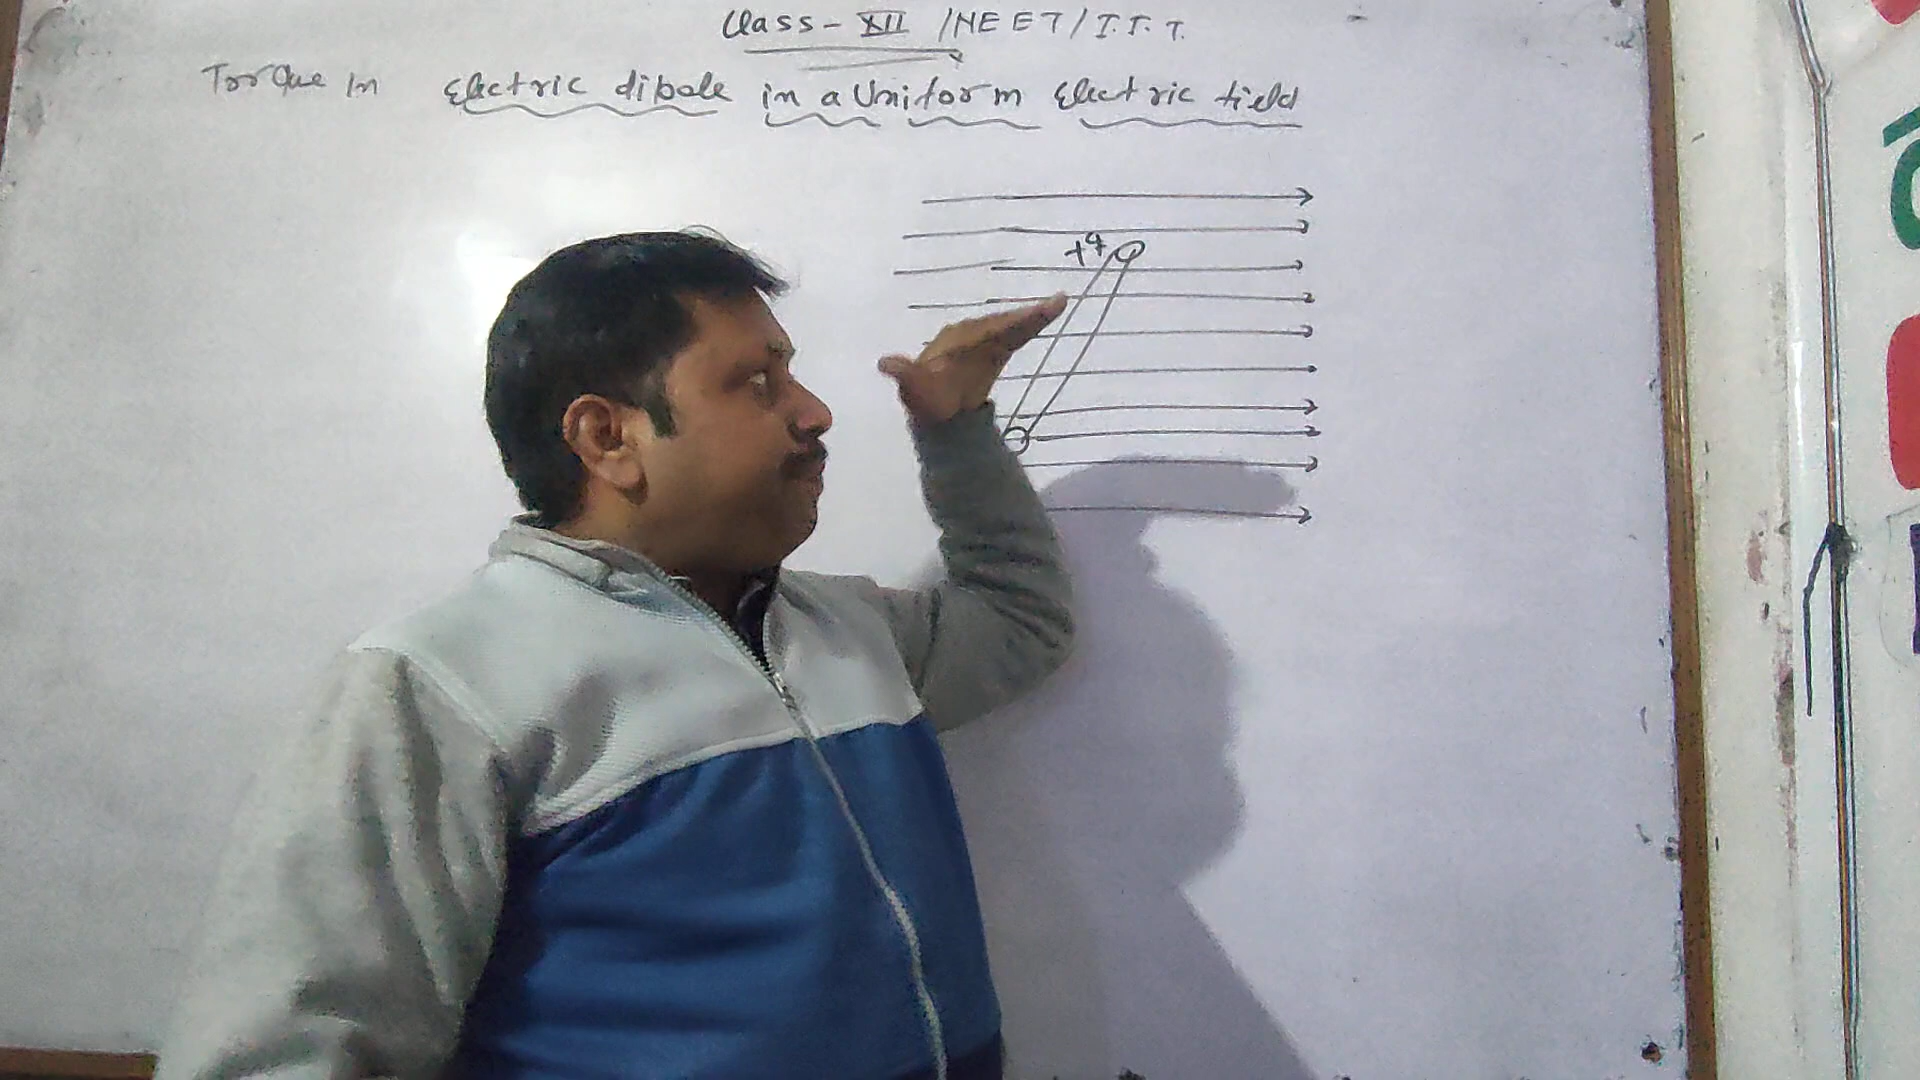 Class - XII / NEET / I.I.T.
Torque in Electric dipole in a Uniform Electric field
+q